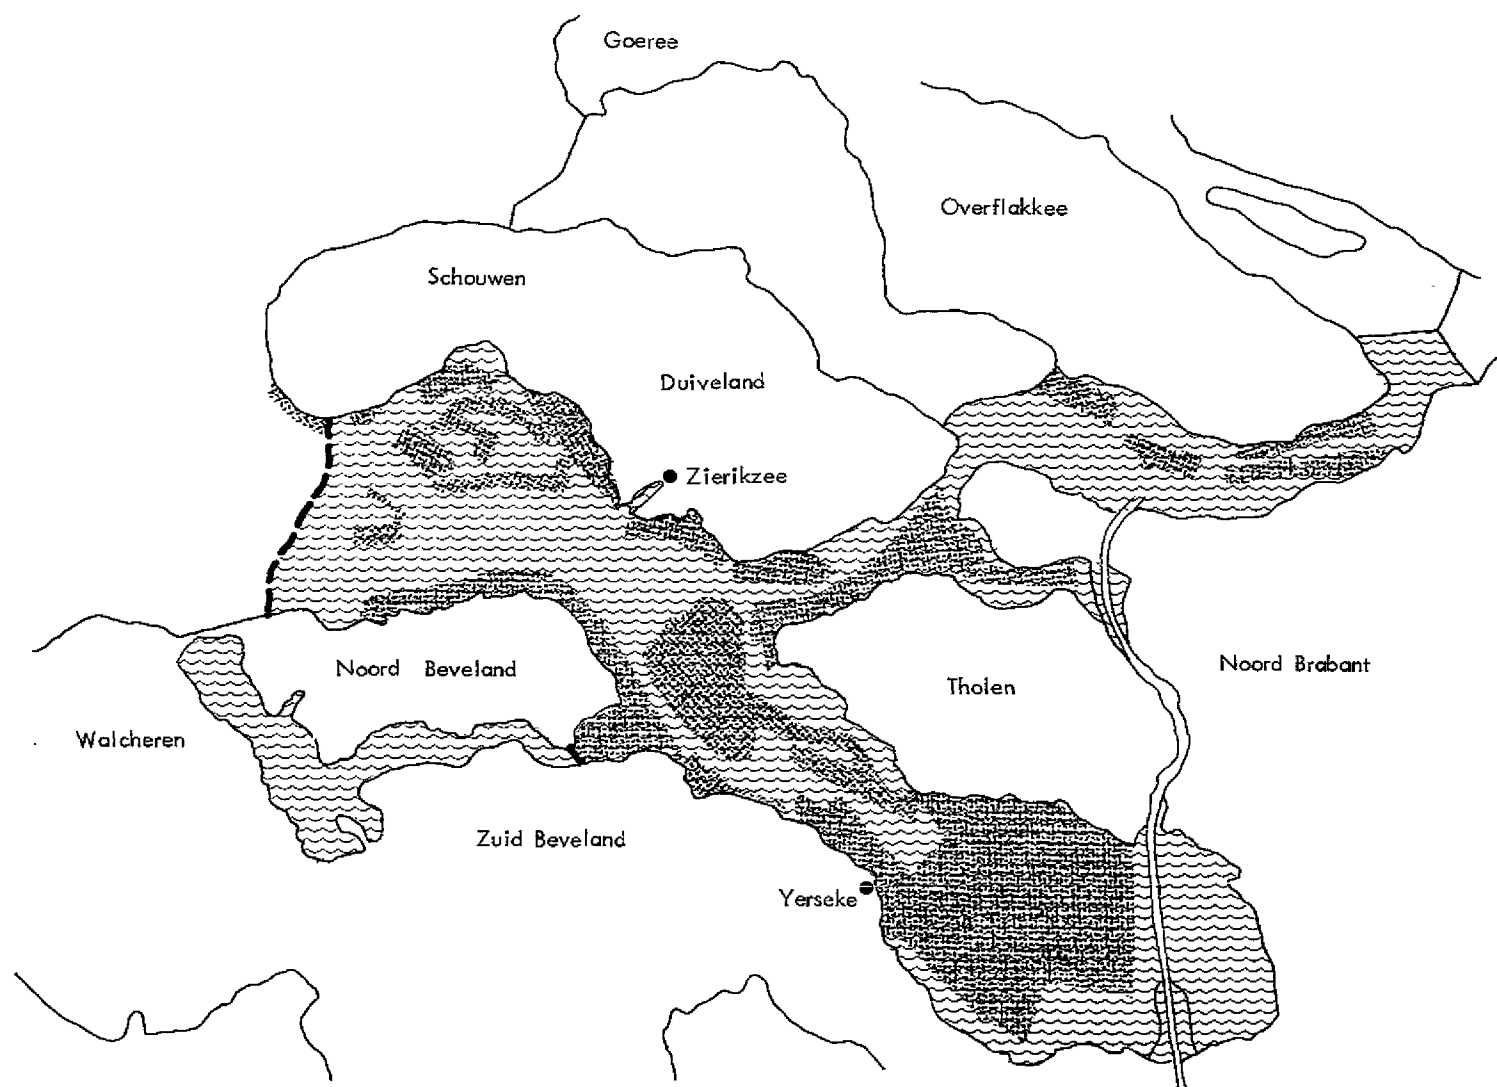 Goeree
Overflakkee
Schouwen
Duiveland
Zierikzee
Noord Beveland
Tholen
Noord Brabant
Walcheren
Zuid Beveland
Yerseke